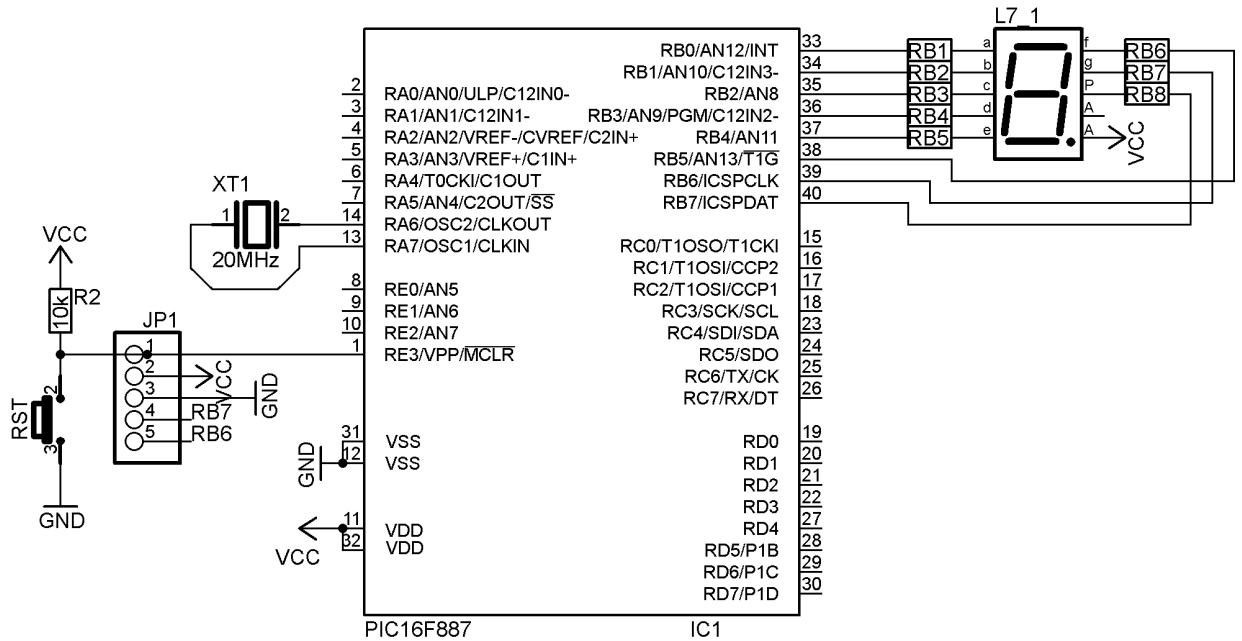 L7_1
RB0/AN12/INT 33
RB1/AN10/C12IN3- 34
RB2/AN8 35
RB3/AN9/PGM/C12IN2- 36
RB4/AN11 37
RB5/AN13/T1G 38
RB6/ICSPCLK 39
RB7/ICSPDAT 40
RB1 a
RB2 b
RB3 c
RB4 d
RB5 e
f RB6
g RB7
P RB8
A
A
VCC
2 RA0/AN0/ULP/C12IN0-
3 RA1/AN1/C12IN1-
4 RA2/AN2/VREF-/CVREF/C2IN+
5 RA3/AN3/VREF+/C1IN+
6 RA4/T0CKI/C1OUT
7 RA5/AN4/C2OUT/SS
14 RA6/OSC2/CLKOUT
13 RA7/OSC1/CLKIN
XT1
1 2
20MHz
8 RE0/AN5
9 RE1/AN6
10 RE2/AN7
1 RE3/VPP/MCLR
RC0/T1OSO/T1CKI 15
RC1/T1OSI/CCP2 16
RC2/T1OSI/CCP1 17
RC3/SCK/SCL 18
RC4/SDI/SDA 23
RC5/SDO 24
RC6/TX/CK 25
RC7/RX/DT 26
VCC
R2
10k
JP1
1
2
3
4 RB7
5 RB6
VCC
GND
RST
2
3
GND
31 VSS
12 VSS
GND
11 VDD
32 VDD
VCC
RD0 19
RD1 20
RD2 21
RD3 22
RD4 27
RD5/P1B 28
RD6/P1C 29
RD7/P1D 30
PIC16F887 IC1